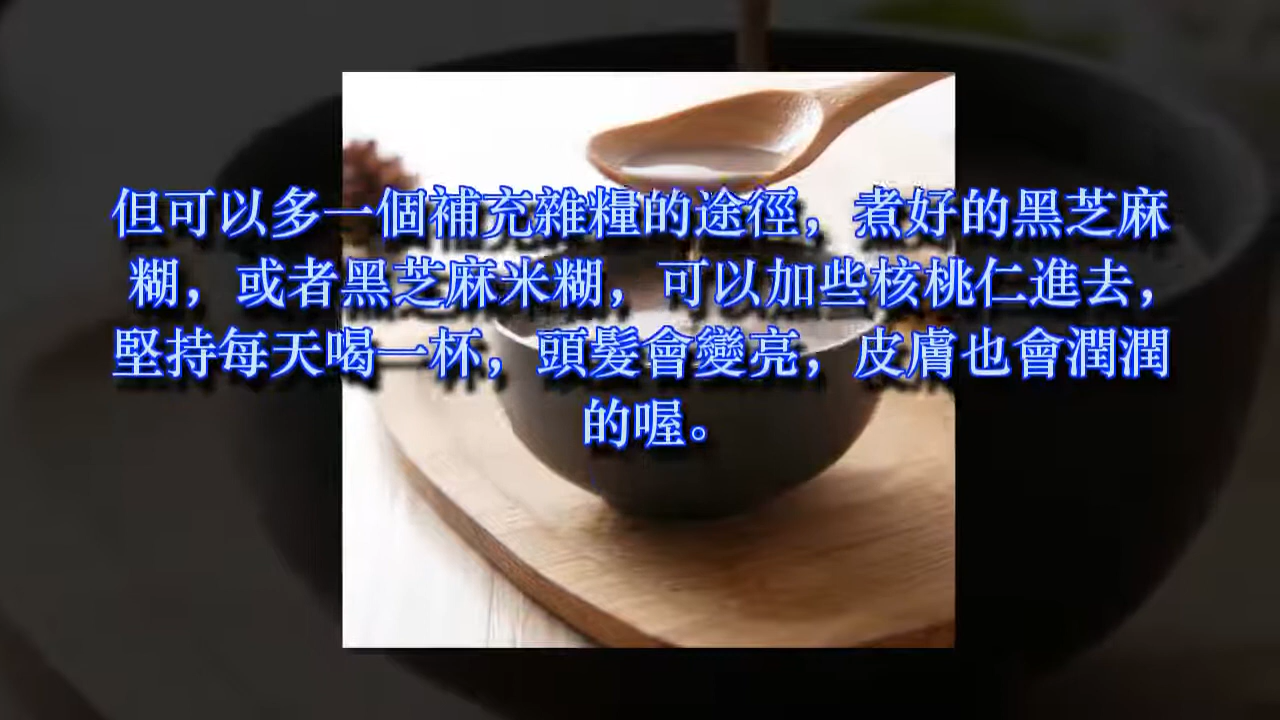 但可以多一個補充雜糧的途徑，煮好的黑芝麻
糊，或者黑芝麻米糊，可以加些核桃仁進去，
堅持每天喝一杯，頭髮會變亮，皮膚也會潤潤
的喔。